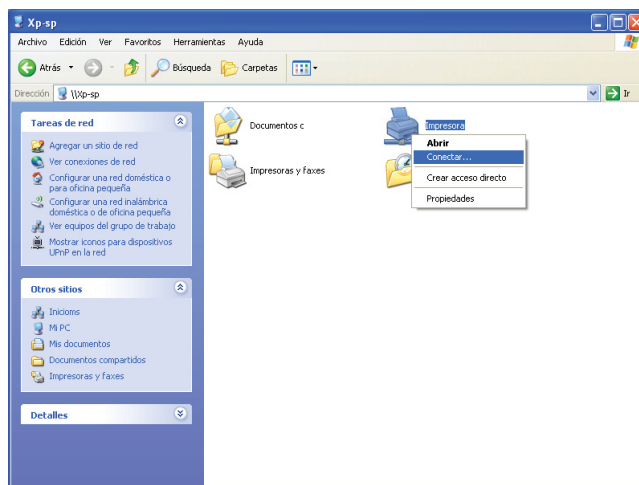 Xp-sp
Archivo Edición Ver Favoritos Herramientas Ayuda
Atrás Búsqueda Carpetas
Dirección \\Xp-sp Ir
Tareas de red
Agregar un sitio de red
Ver conexiones de red
Configurar una red doméstica o
para oficina pequeña
Configurar una red inalámbrica
doméstica o de oficina pequeña
Ver equipos del grupo de trabajo
Mostrar iconos para dispositivos
UPnP en la red
Otros sitios
Inicioms
Mi PC
Mis documentos
Documentos compartidos
Impresoras y faxes
Detalles
Documentos c
Impresora
Impresoras y faxes
Abrir
Conectar...
Crear acceso directo
Propiedades